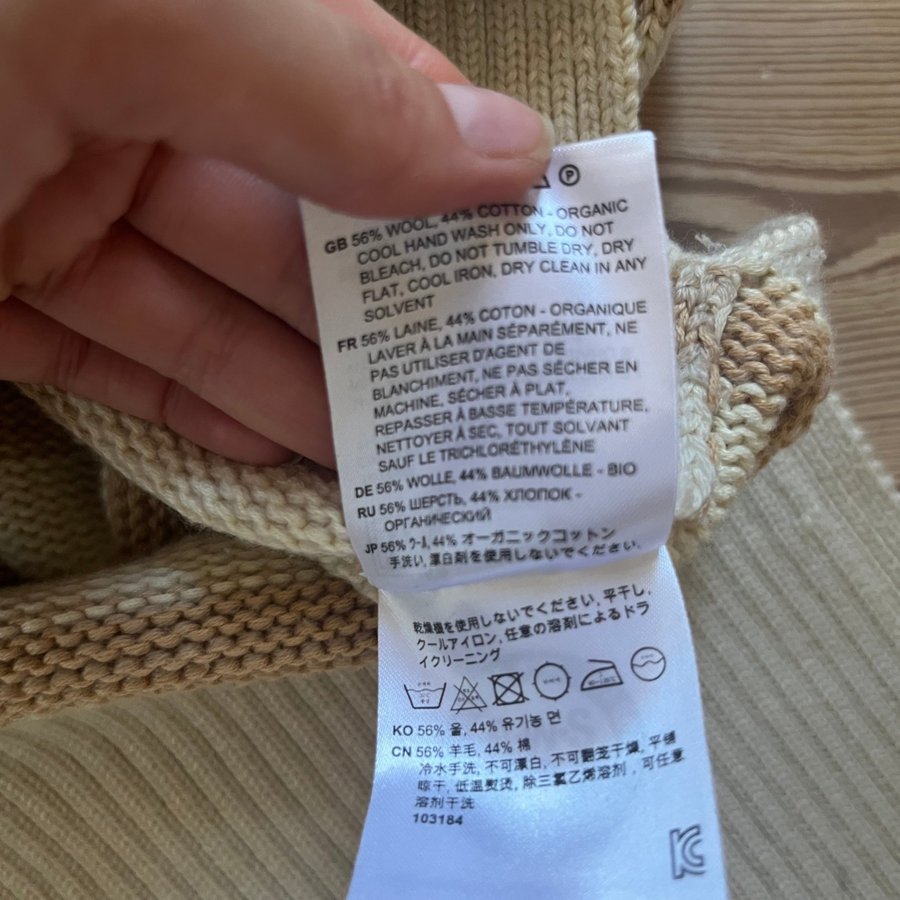 P
GB 56% WOOL, 44% COTTON - ORGANIC
COOL HAND WASH ONLY, DO NOT
BLEACH, DO NOT TUMBLE DRY, DRY
FLAT, COOL IRON, DRY CLEAN IN ANY
SOLVENT
FR 56% LAINE, 44% COTON - ORGANIQUE
LAVER À LA MAIN SÉPARÉMENT, NE
PAS UTILISER D'AGENT DE
BLANCHIMENT, NE PAS SÉCHER EN
MACHINE, SÉCHER À PLAT,
REPASSER À BASSE TEMPÉRATURE,
NETTOYER À SEC, TOUT SOLVANT
SAUF LE TRICHLORÉTHYLÈNE
DE 56% WOLLE, 44% BAUMWOLLE - BIO
RU 56% ШЕРСТЬ, 44% ХЛОПОК -
ОРГАНИЧЕСКИЙ
JP 56% ウール, 44% オーガニックコットン
手洗い, 漂白剤を使用しないでください.
乾燥機を使用しないでください, 平干し,
クールアイロン, 任意の溶剤によるドラ
イクリーニング
KO 56% 울, 44% 유기농 면
CN 56% 羊毛, 44% 棉
冷水手洗, 不可漂白, 不可翻笼干燥, 平铺
晾干, 低温熨烫, 除三氯乙烯溶剂, 可任意
溶剂干洗
103184